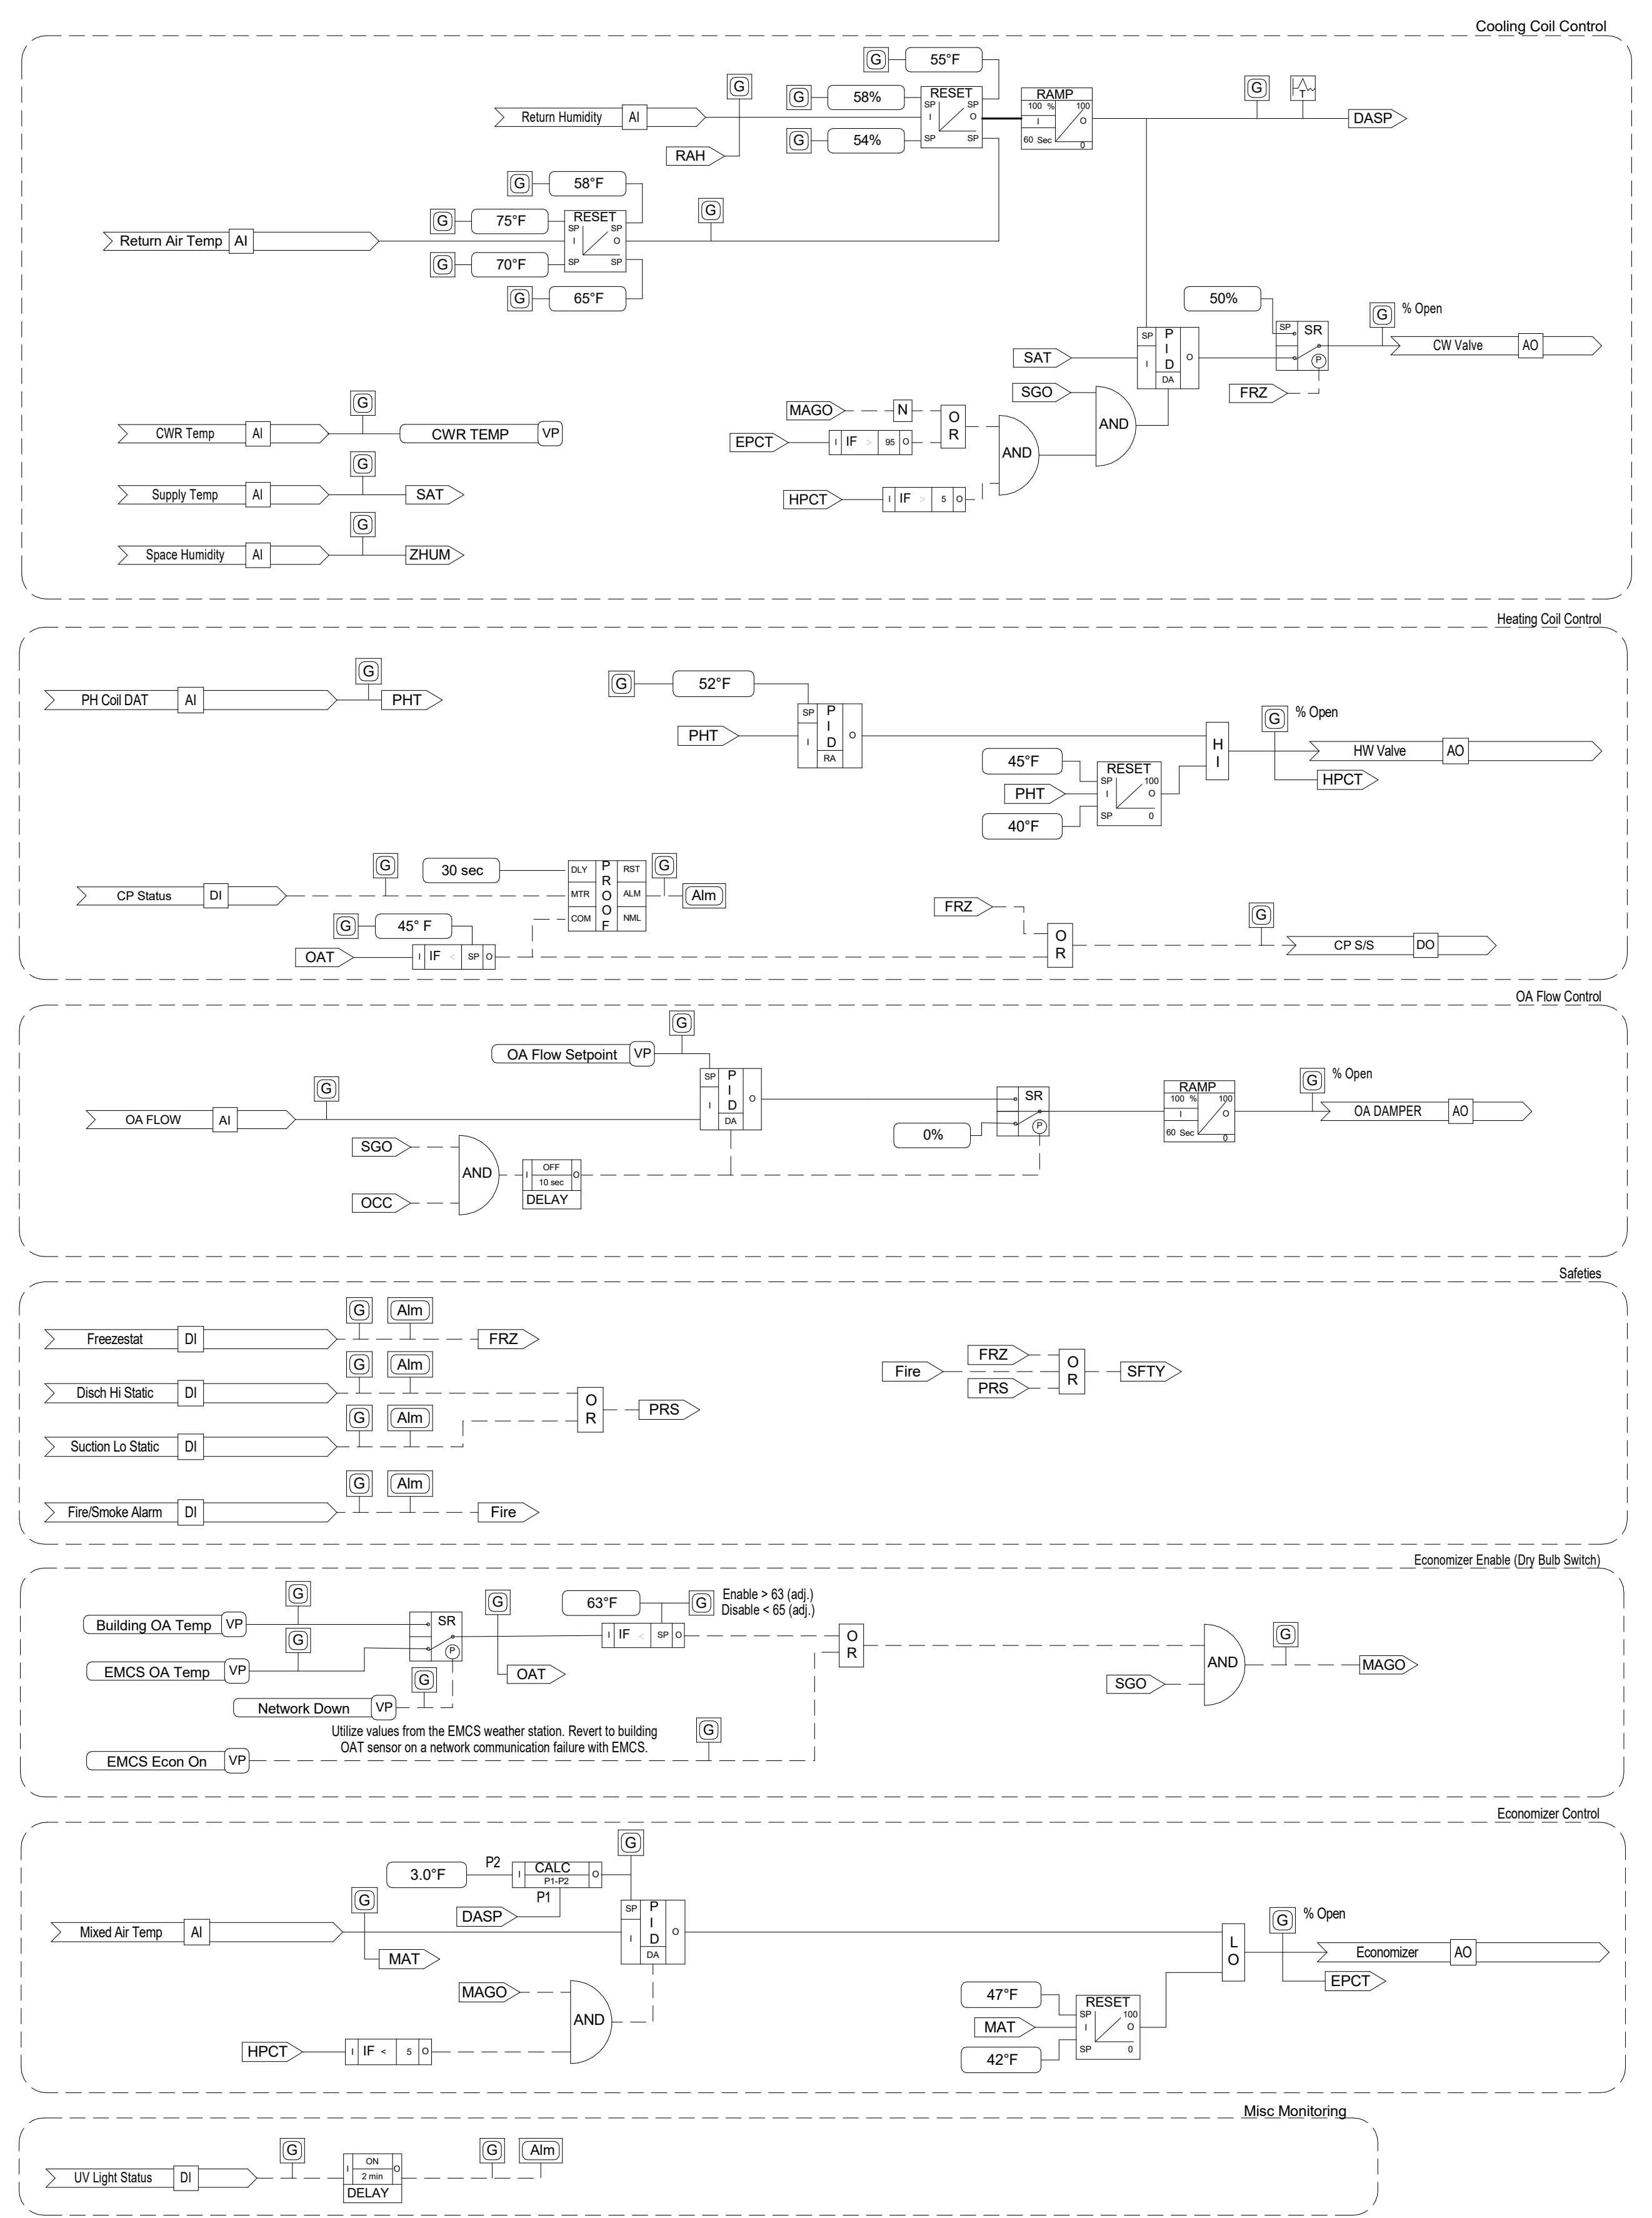 Cooling Coil Control
G 55°F
G
G 58%
RESET
SP SP
I O
SP SP
RAMP
100 % 100
I O
60 Sec 0
G
T
Return Humidity AI
DASP
G 54%
RAH
G 58°F
G 75°F
RESET
SP SP
I O
SP SP
G
Return Air Temp AI
G 70°F
G 65°F
50%
G % Open
SP SR
P
CW Valve AO
SAT
SP P
I I
D O
DA
SGO
FRZ
G
MAGO N
O
R
AND
CWR Temp AI
CWR TEMP VP
EPCT
I IF > 95 O
AND
G
Supply Temp AI
SAT
HPCT
I IF > 5 O
G
Space Humidity AI
ZHUM
Heating Coil Control
G
PH Coil DAT AI
PHT
G 52°F
PHT
SP P
I I
D O
RA
H
I
G % Open
HW Valve AO
HPCT
45°F
PHT
40°F
RESET
SP 100
I O
SP 0
G
30 sec
DLY P RST
MTR R ALM
COM O NML
O
F
G
Alm
CP Status DI
G 45° F
OAT
I IF < SP O
FRZ
O
R
G
CP S/S DO
OA Flow Control
G
OA Flow Setpoint VP
G
OA FLOW AI
SP P
I I
D O
DA
SR
P
0%
RAMP
100 % 100
I O
60 Sec 0
G % Open
OA DAMPER AO
SGO
OCC
AND
OFF
I 10 sec O
DELAY
Safeties
G Alm
Freezestat DI
FRZ
G Alm
Disch Hi Static DI
G Alm
Suction Lo Static DI
O
R
PRS
G Alm
Fire/Smoke Alarm DI
Fire
FRZ
Fire
PRS
O
R
SFTY
Economizer Enable (Dry Bulb Switch)
G
Building OA Temp VP
G
EMCS OA Temp VP
SR
P
G
Network Down VP
G
OAT
63°F
G
Enable > 63 (adj.)
Disable < 65 (adj.)
I IF < SP O
O
R
Utilize values from the EMCS weather station. Revert to building
OAT sensor on a network communication failure with EMCS.
G
EMCS Econ On VP
SGO
AND
G
MAGO
Economizer Control
G
3.0°F
P2
I CALC O
P1-P2
P1
DASP
G
Mixed Air Temp AI
MAT
SP P
I I
D O
DA
MAGO
AND
HPCT
I IF < 5 O
L
O
G % Open
Economizer AO
EPCT
47°F
MAT
42°F
RESET
SP 100
I O
SP 0
Misc Monitoring
G
UV Light Status DI
ON
I 2 min O
DELAY
G Alm